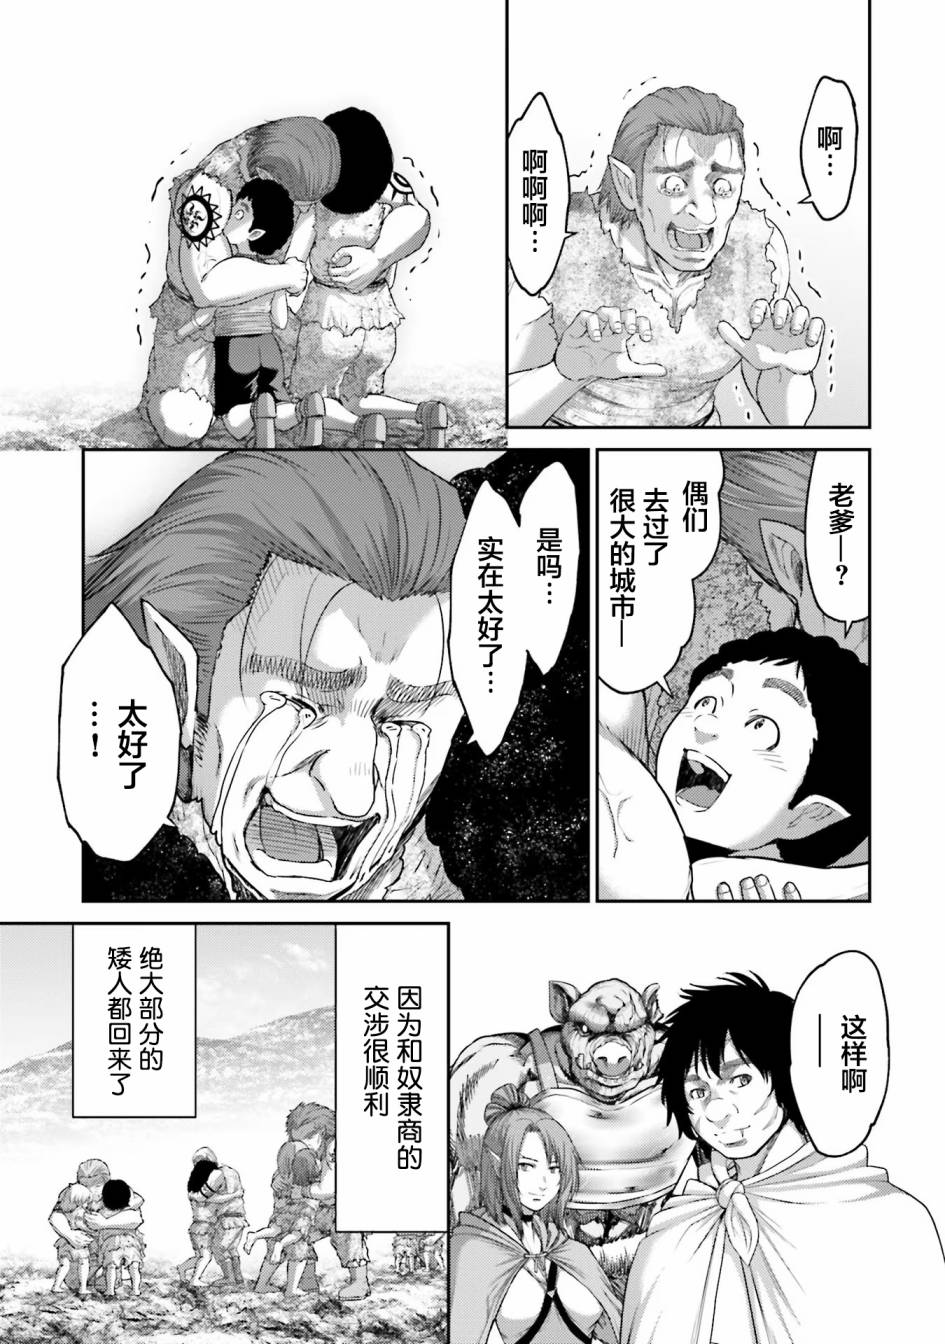 啊…
啊啊啊…
老爹—?
偶们
去过了
很大的城市—
是吗…
实在太好了…
太好了
…!
这样啊
——
因为和奴隶商的
交涉很顺利
绝大部分的
矮人都回来了